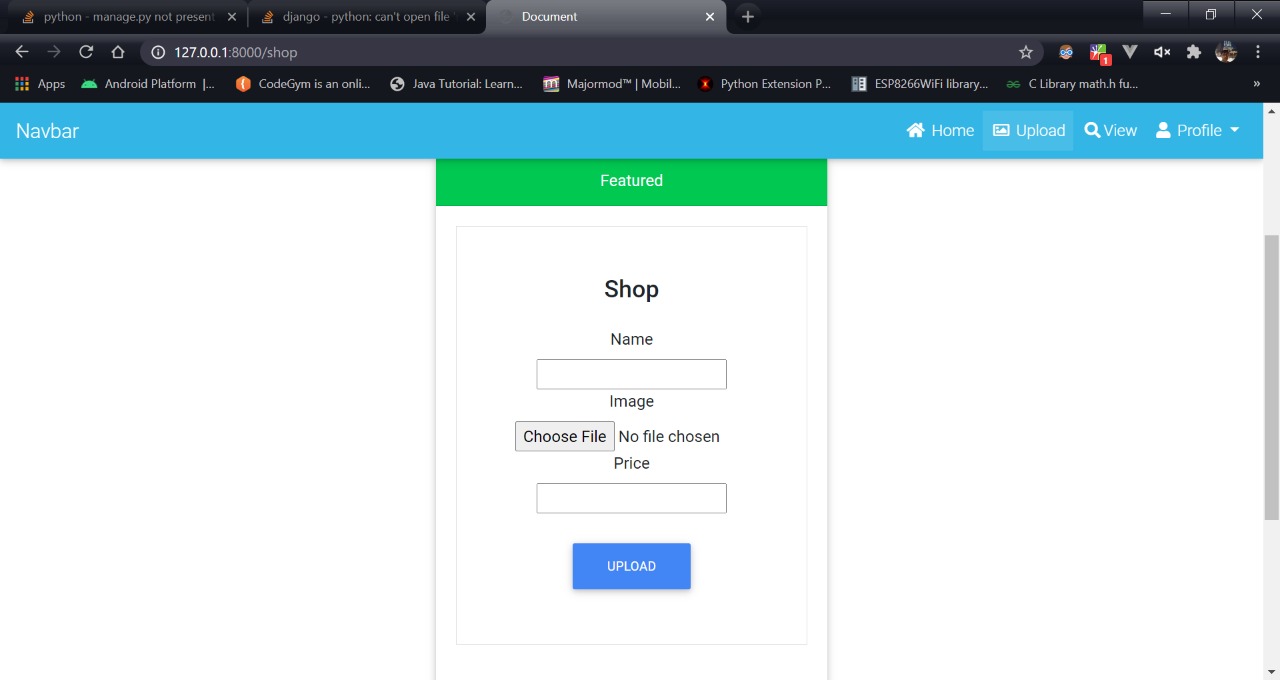 python - manage.py not present
django - python: can't open file '
Document
127.0.0.1:8000/shop
1
Apps
Android Platform |...
CodeGym is an onli...
Java Tutorial: Learn...
Majormod™ | Mobil...
Python Extension P...
ESP8266WiFi library...
C Library math.h fu...
»
Navbar
Home
Upload
View
Profile
Featured
Shop
Name
Image
Choose File No file chosen
Price
UPLOAD